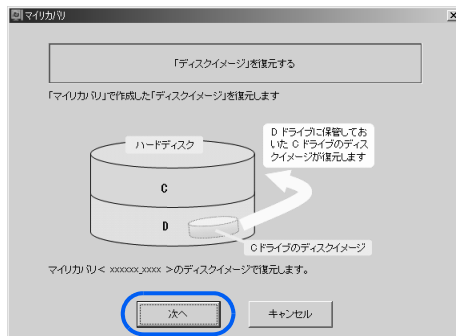 マイリカバリ
「ディスクイメージ」を復元する
「マイリカバリ」で作成した「ディスクイメージ」を復元します
Dドライブに保管してお
いたCドライブのディス
クイメージが復元します
ハードディスク
C
D
Cドライブのディスクイメージ
マイリカバリ< xxxxxx_xxxx >のディスクイメージで復元します。
次へ
キャンセル